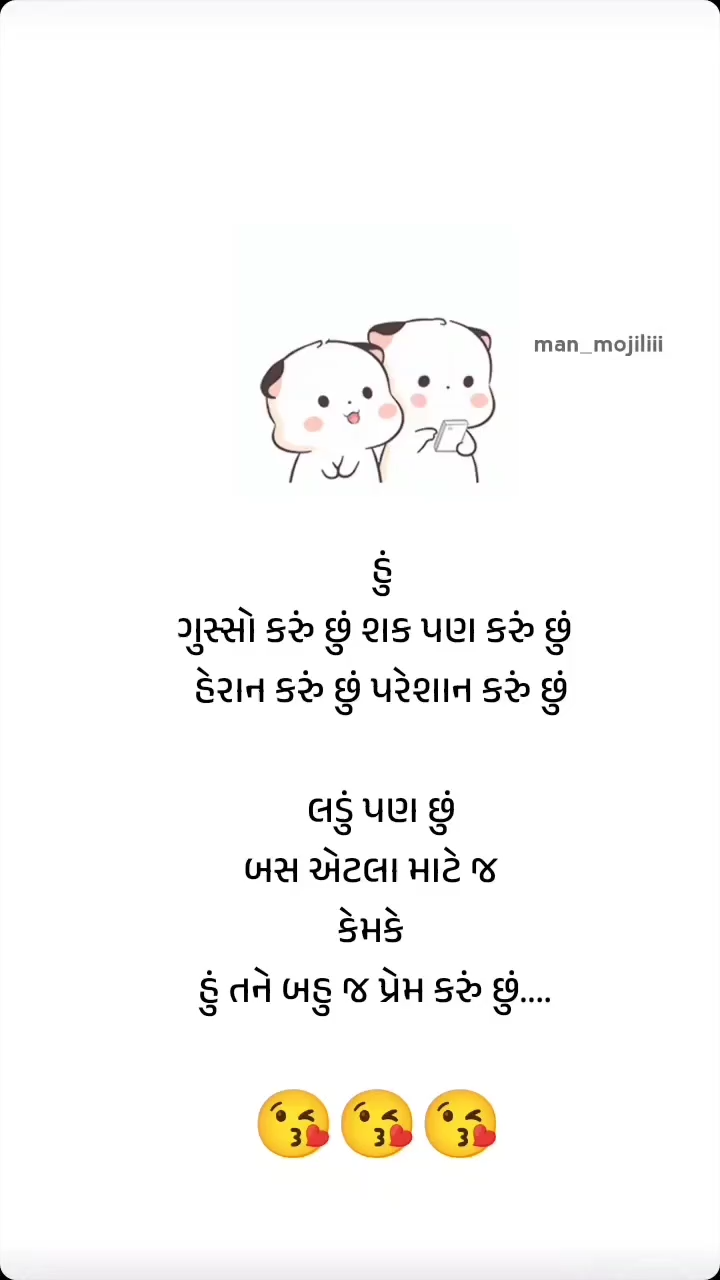 man_mojiliii
હું
ગુસ્સો કરું છું શક પણ કરું છું
હેરાન કરું છું પરેશાન કરું છું
લડું પણ છું
બસ એટલા માટે જ
કેમકે
હું તને બહુ જ પ્રેમ કરું છું....